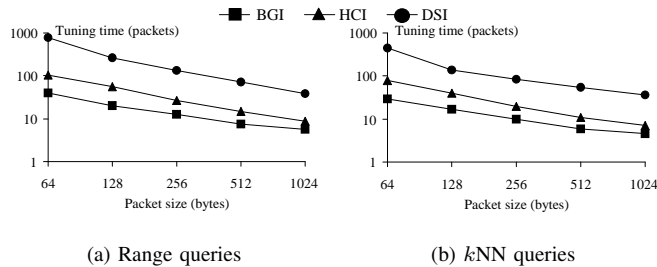 BGI HCI DSI
Tuning time (packets)
1000
100
10
1
64 128 256 512 1024
Packet size (bytes)
(a) Range queries
Tuning time (packets)
1000
100
10
1
64 128 256 512 1024
Packet size (bytes)
(b) kNN queries